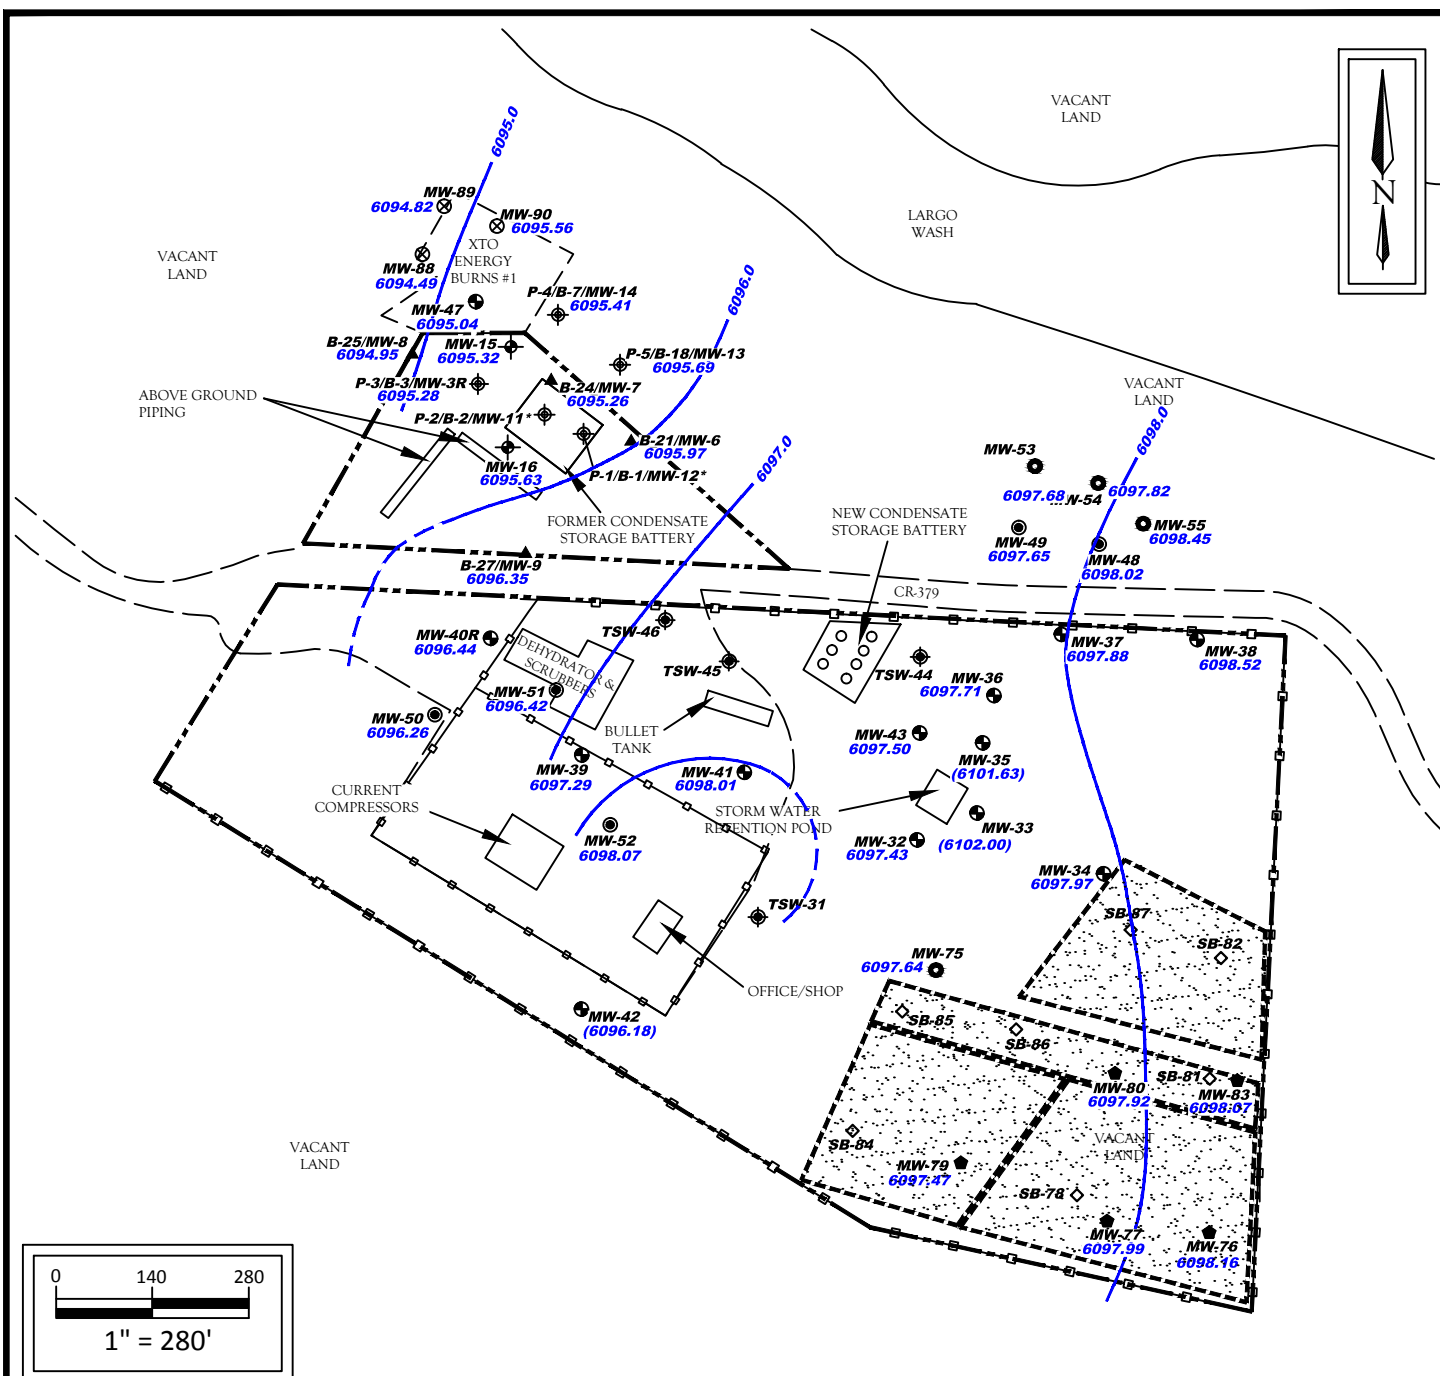 6095.0
VACANT
LAND
N
MW-89
6094.82
MW-90
6095.56
LARGO
WASH
VACANT
LAND
XTO
ENERGY
BURNS #1
MW-88
6094.49
6096.0
P-4/B-7/MW-14
6095.41
MW-47
6095.04
B-25/MW-8
6094.95
MW-15
6095.32
P-5/B-18/MW-13
6095.69
P-3/B-3/MW-3R
6095.28
B-24/MW-7
6095.26
ABOVE GROUND
PIPING
VACANT
LAND
P-2/B-2/MW-11*
6098.0
B-21/MW-6
6095.97
6097.0
MW-16
6095.63
P-1/B-1/MW-12*
MW-53
6097.68
MW-54
6097.82
FORMER CONDENSATE
STORAGE BATTERY
NEW CONDENSATE
STORAGE BATTERY
MW-55
6098.45
MW-49
6097.65
MW-48
6098.02
B-27/MW-9
6096.35
CR-379
MW-40R
6096.44
TSW-46
DEHYDRATOR &
SCRUBBERS
TSW-45
TSW-44
MW-37
6097.88
MW-38
6098.52
MW-36
6097.71
MW-51
6096.42
MW-50
6096.26
BULLET
TANK
MW-43
6097.50
MW-35
(6101.63)
MW-39
6097.29
MW-41
6098.01
CURRENT
COMPRESSORS
STORM WATER
RETENTION POND
MW-33
(6102.00)
MW-52
6098.07
MW-32
6097.43
MW-34
6097.97
TSW-31
SB-87
SB-82
MW-75
6097.64
OFFICE/SHOP
MW-42
(6096.18)
SB-85
SB-86
SB-81
MW-80
6097.92
MW-83
6098.07
SB-84
VACANT
LAND
VACANT
LAND
MW-79
6097.47
SB-78
MW-77
6097.99
MW-76
6098.16
0 140 280
1" = 280'